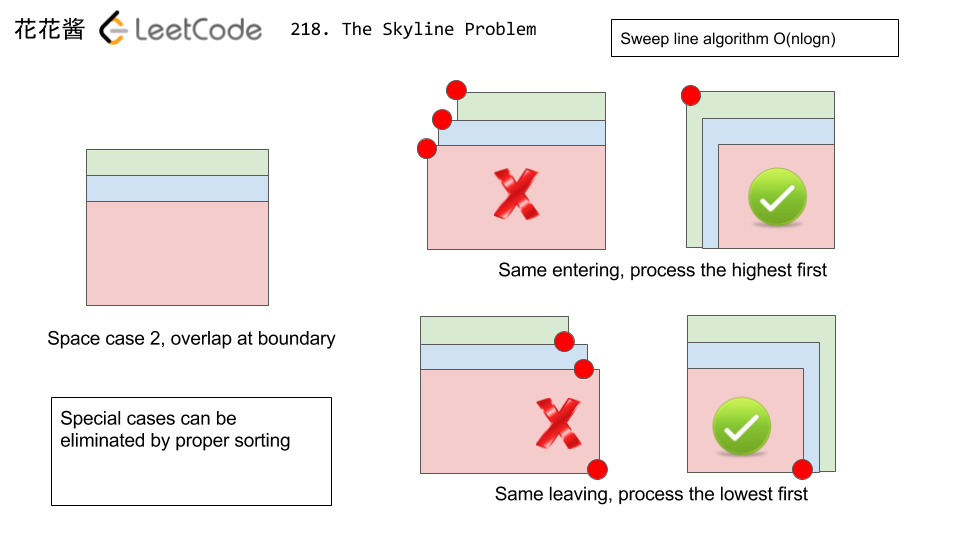 花花酱 LeetCode 218. The Skyline Problem
Sweep line algorithm O(nlogn)
Same entering, process the highest first
Space case 2, overlap at boundary
Special cases can be
eliminated by proper sorting
Same leaving, process the lowest first